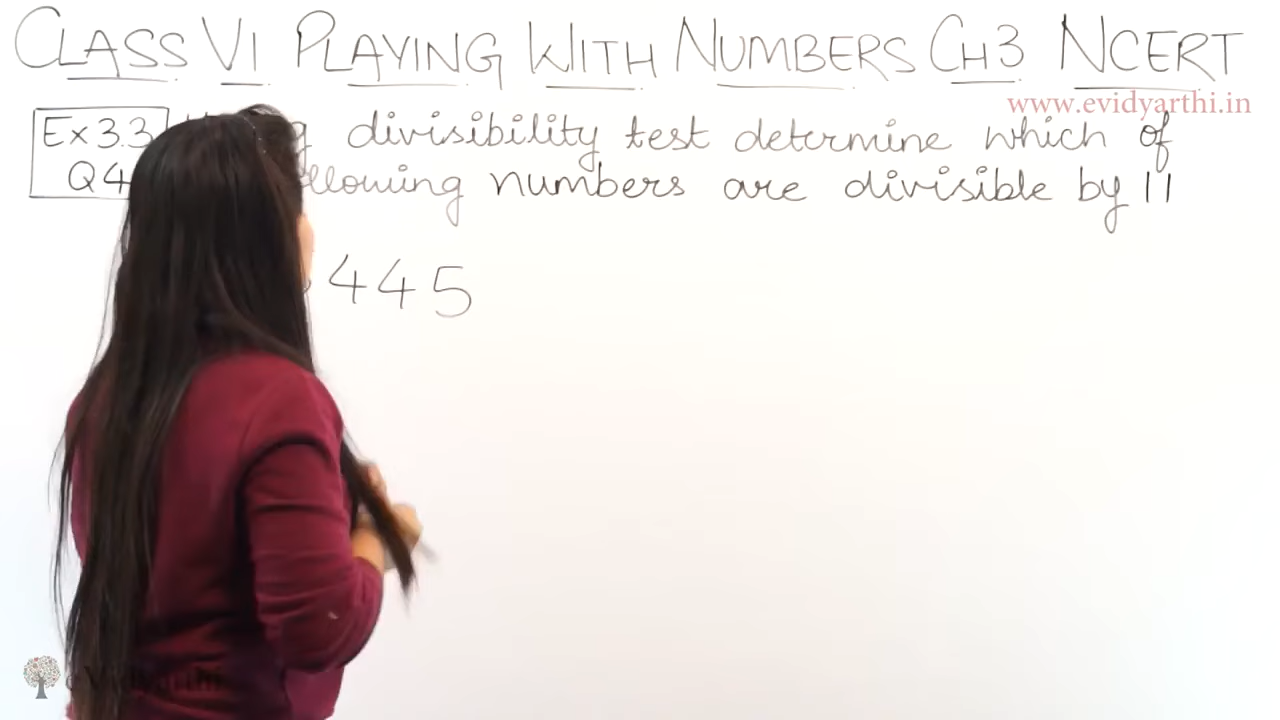 CLASS VI PLAYING WITH NUMBERS CH3 NCERT
www.evidyarthi.in
Ex 3.3 divisibility test determine which of
Q4 numbers are divisible by 11
445
eVidyarthi